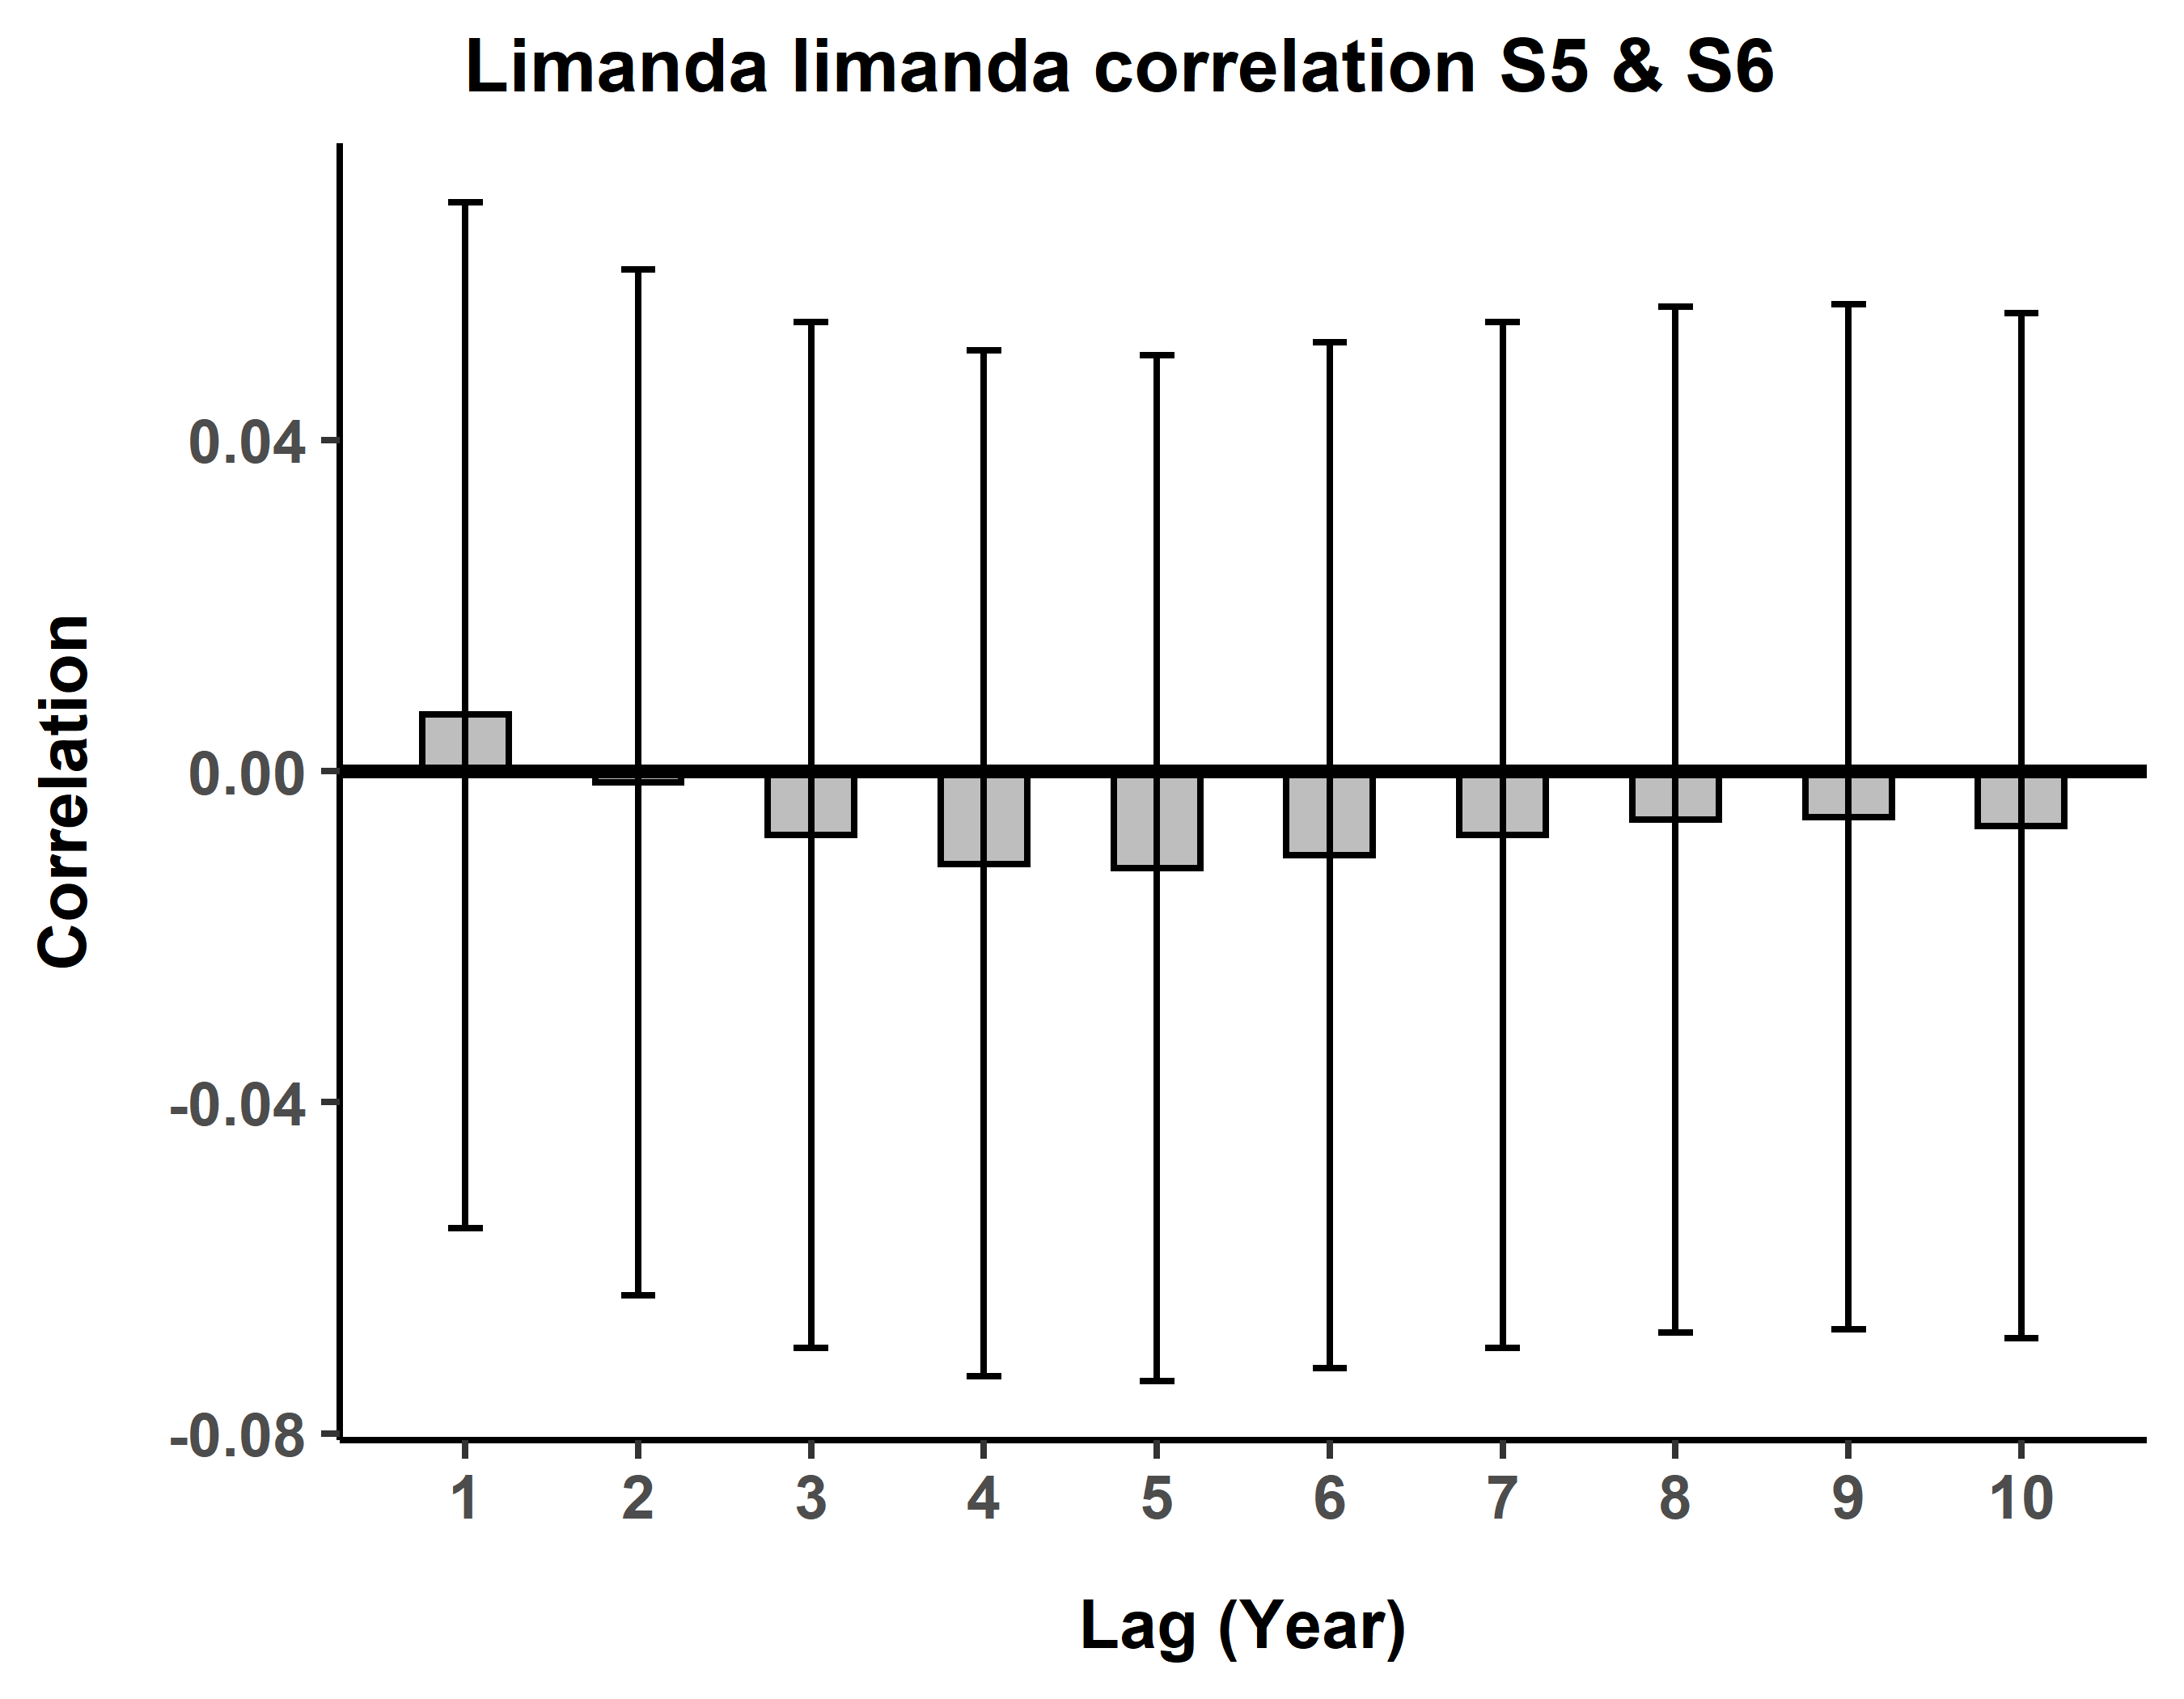 Limanda limanda correlation S5 & S6
Correlation
0.04
0.00
-0.04
-0.08
1 2 3 4 5 6 7 8 9 10
Lag (Year)